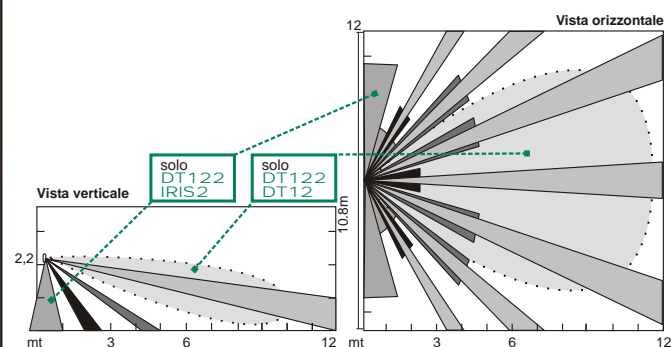 Vista orizzontale
12
solo
DT122
IRIS2
solo
DT122
DT12
Vista verticale
10.8m
2,2
mt 3 6 12
mt 3 6 12